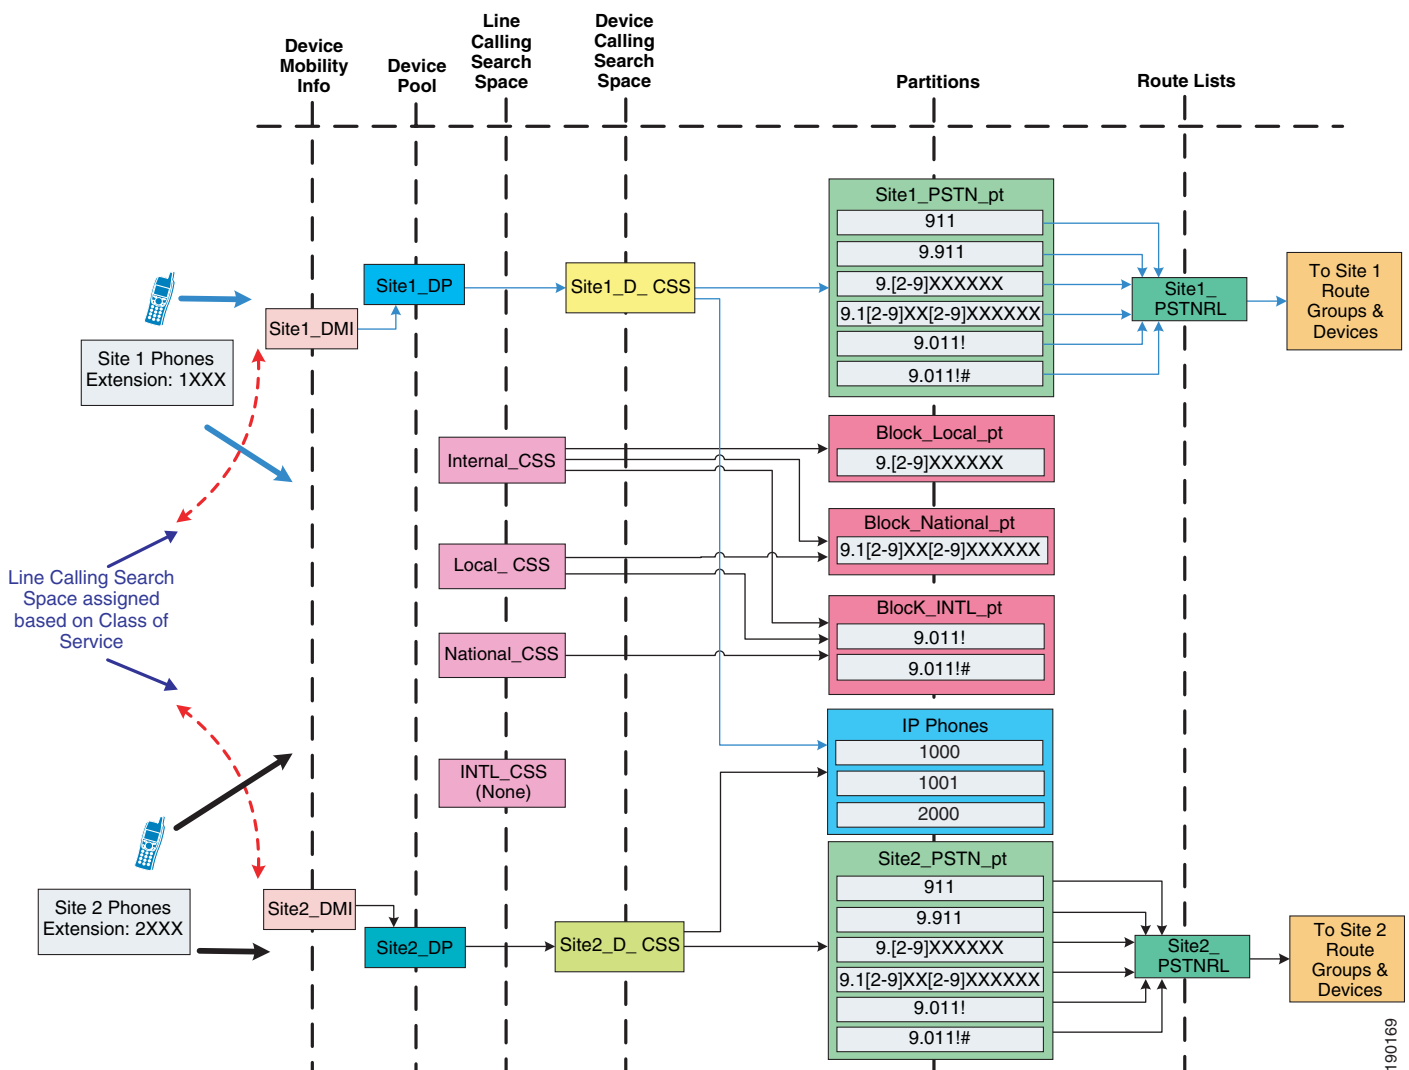 Device
Mobility
Info
Device
Pool
Line
Calling
Search
Space
Device
Calling
Search
Space
Partitions
Route Lists
Site1_PSTN_pt
911
9.911
9.[2-9]XXXXXX
9.1[2-9]XX[2-9]XXXXXX
9.011!
9.011!#
Site1_DP
Site1_D_ CSS
Site1_DMI
Site1_
PSTNRL
To Site 1
Route
Groups &
Devices
Site 1 Phones
Extension: 1XXX
Block_Local_pt
9.[2-9]XXXXXX
Internal_CSS
Block_National_pt
9.1[2-9]XX[2-9]XXXXXX
Local_ CSS
Line Calling Search
Space assigned
based on Class of
Service
BlocK_INTL_pt
9.011!
9.011!#
National_CSS
IP Phones
1000
1001
2000
INTL_CSS
(None)
Site2_PSTN_pt
911
9.911
9.[2-9]XXXXXX
9.1[2-9]XX[2-9]XXXXXX
9.011!
9.011!#
Site 2 Phones
Extension: 2XXX
Site2_DMI
Site2_DP
Site2_D_ CSS
Site2_
PSTNRL
To Site 2
Route
Groups &
Devices
190169